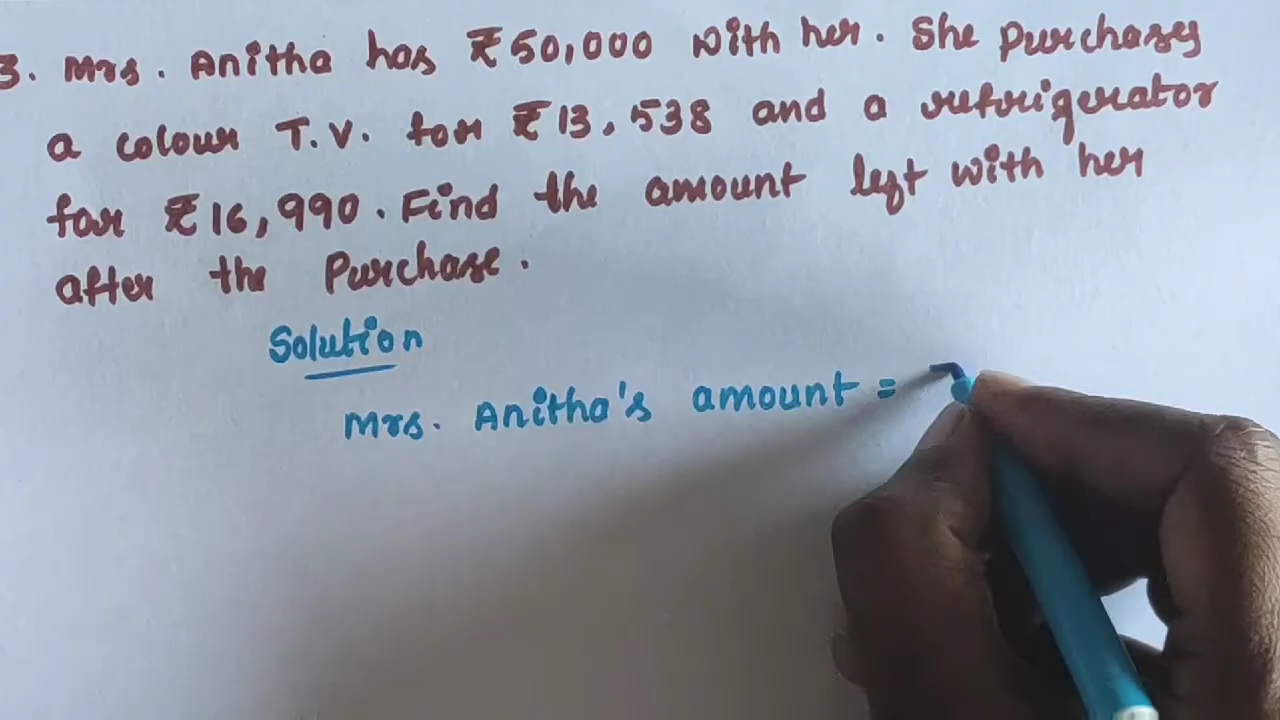 3. Mrs. Anitha has ₹50,000 with her. She Purchases
a colour T.V. for ₹13,538 and a refrigerator
for ₹16,990. Find the amount left with her
after the Purchase.
Solution
Mrs. Anitha's amount =